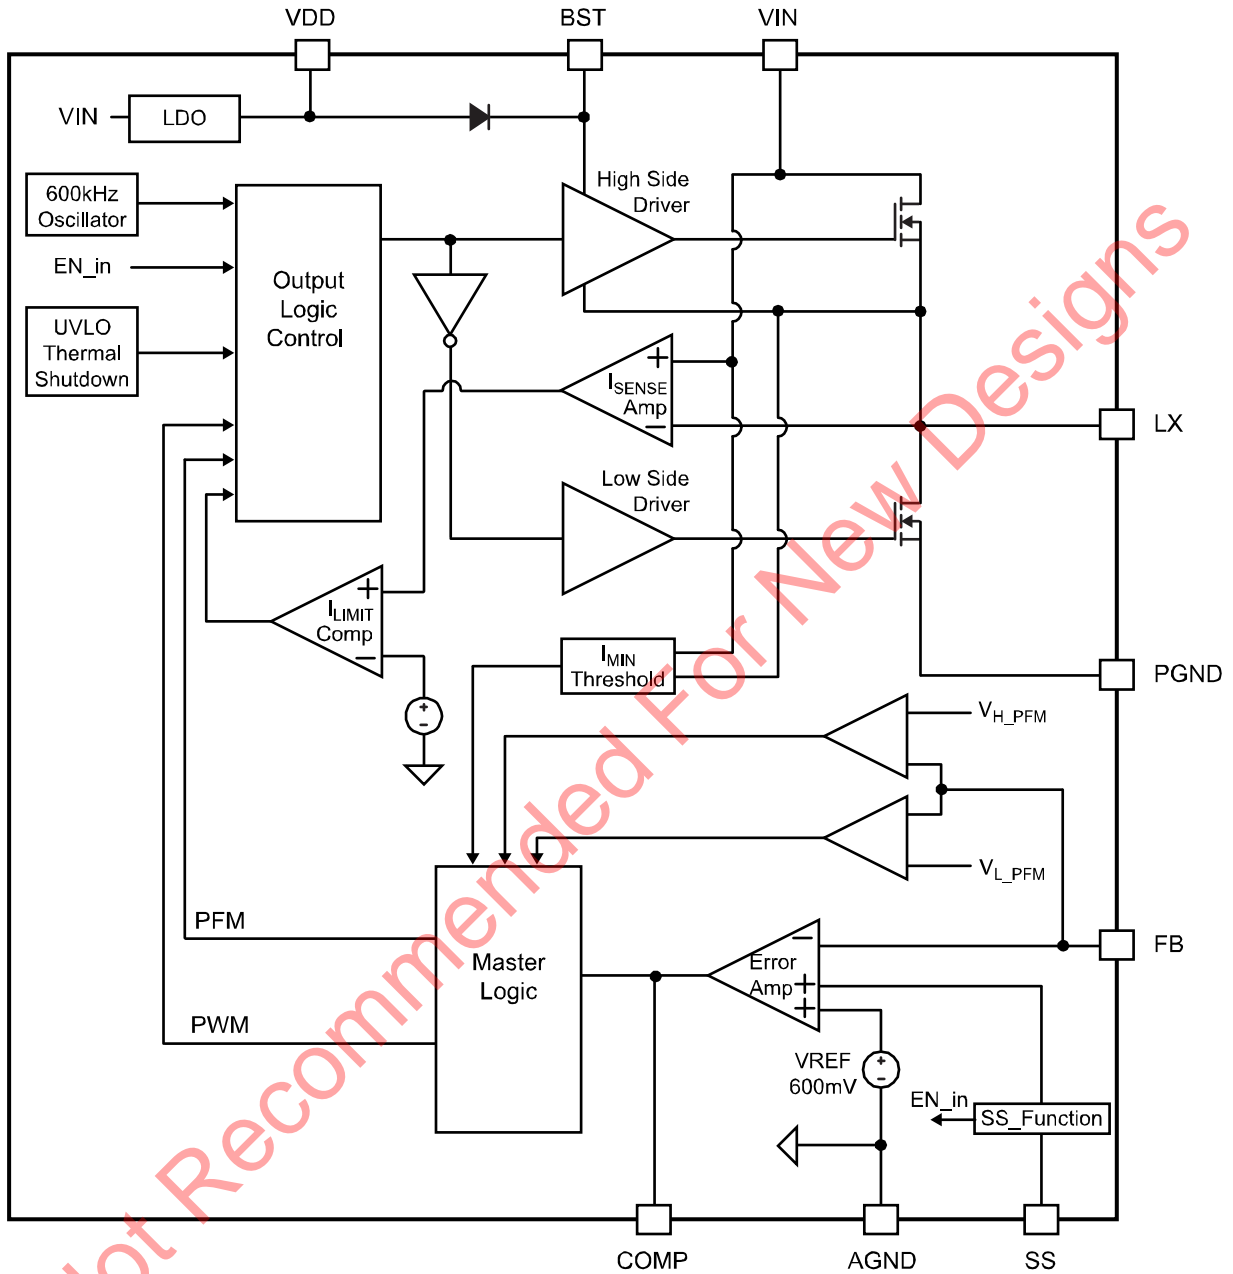 VDD
BST
VIN
VIN
LDO
600kHz
Oscillator
EN_in
UVLO
Thermal
Shutdown
Output
Logic
Control
High Side
Driver
+
ISENSE
Amp
−
LX
Low Side
Driver
+
ILIMIT
Comp
−
+
−
IMIN
Threshold
PGND
VH_PFM
VL_PFM
PFM
PWM
Master
Logic
−
Error
Amp
+
+
FB
VREF
600mV
+
−
EN_in
SS_Function
COMP
AGND
SS
Not Recommended For New Designs